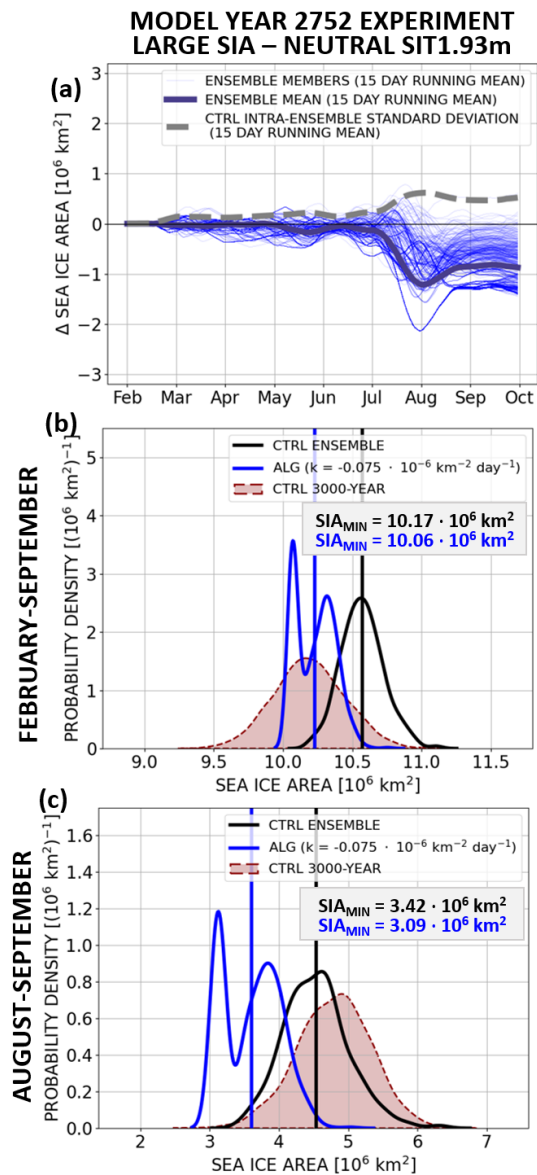 MODEL YEAR 2752 EXPERIMENT
LARGE SIA – NEUTRAL SIT1.93m
(a)
ENSEMBLE MEMBERS (15 DAY RUNNING MEAN)
ENSEMBLE MEAN (15 DAY RUNNING MEAN)
CTRL INTRA-ENSEMBLE STANDARD DEVIATION
(15 DAY RUNNING MEAN)
Δ SEA ICE AREA [10⁶ km²]
3
2
1
0
−1
−2
−3
Feb Mar Apr May Jun Jul Aug Sep Oct
(b)
FEBRUARY-SEPTEMBER
CTRL ENSEMBLE
ALG (k = -0.075 · 10⁻⁶ km⁻² day⁻¹)
CTRL 3000-YEAR
SIA_MIN = 10.17 · 10⁶ km²
SIA_MIN = 10.06 · 10⁶ km²
PROBABILITY DENSITY [(10⁶ km²)⁻¹]
5
4
3
2
1
0
9.0 9.5 10.0 10.5 11.0 11.5
SEA ICE AREA [10⁶ km²]
(c)
AUGUST-SEPTEMBER
CTRL ENSEMBLE
ALG (k = -0.075 · 10⁻⁶ km⁻² day⁻¹)
CTRL 3000-YEAR
SIA_MIN = 3.42 · 10⁶ km²
SIA_MIN = 3.09 · 10⁶ km²
PROBABILITY DENSITY [(10⁶ km²)⁻¹]
1.6
1.4
1.2
1.0
0.8
0.6
0.4
0.2
0.0
2 3 4 5 6 7
SEA ICE AREA [10⁶ km²]